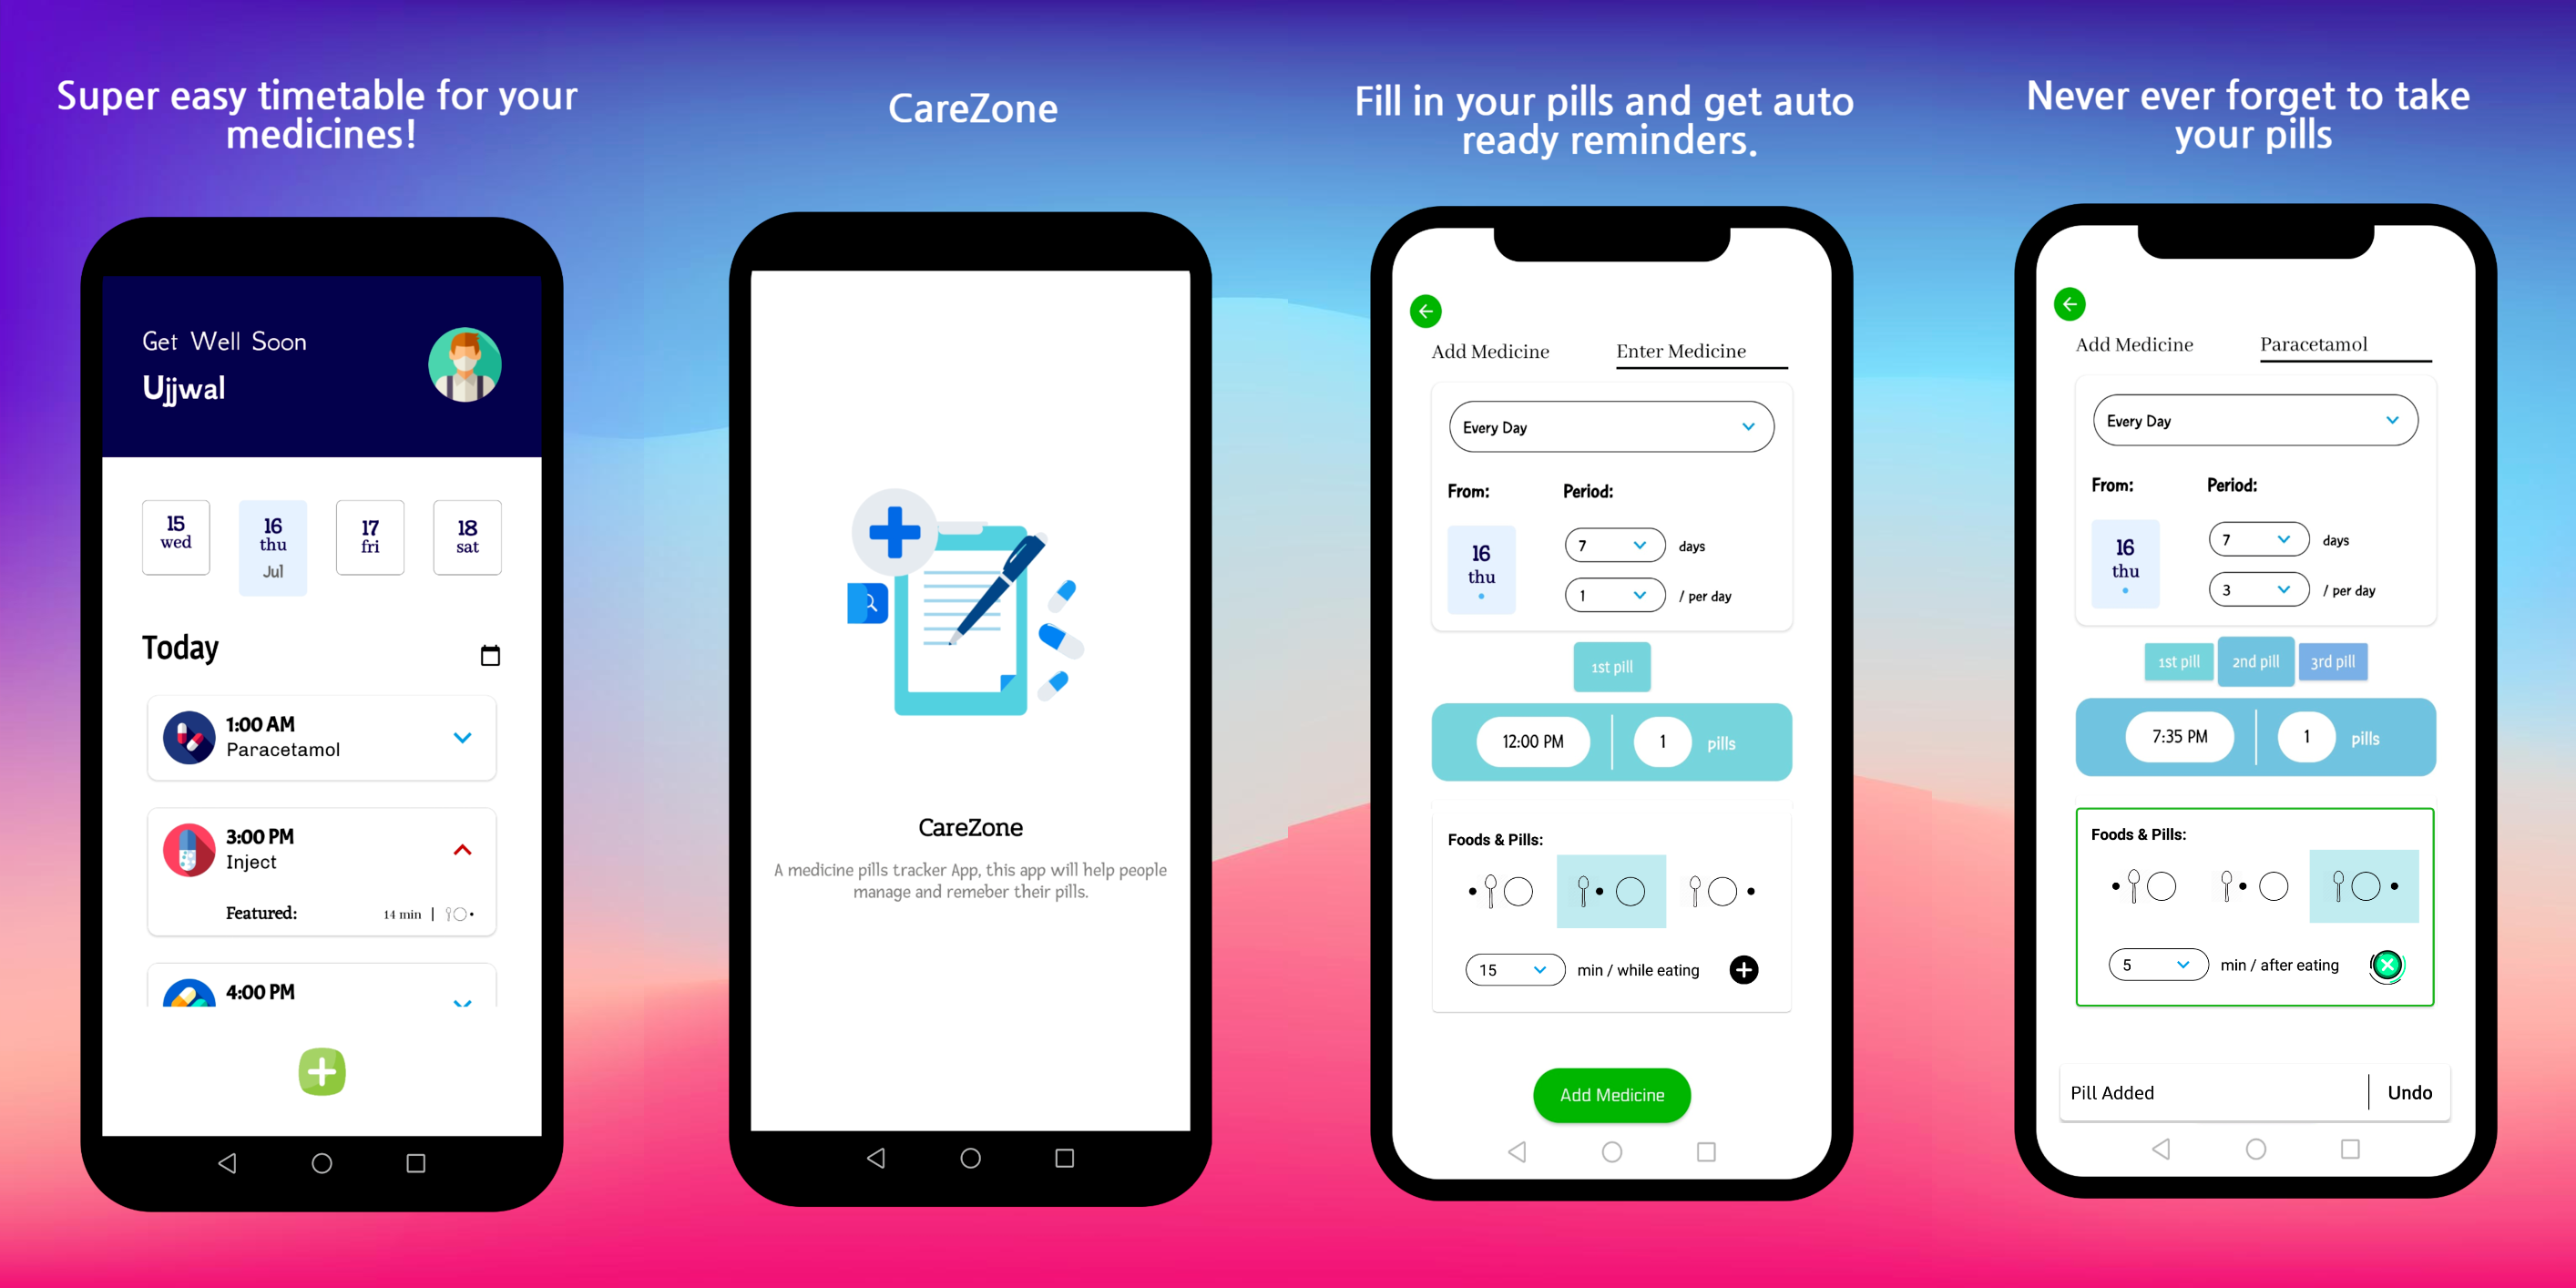 Super easy timetable for your
medicines!
Get Well Soon
Ujjwal
15
wed
16
thu
Jul
17
fri
18
sat
Today
1:00 AM
Paracetamol
3:00 PM
Inject
Featured:
14 min |
4:00 PM
CareZone
CareZone
A medicine pills tracker App, this app will help people
manage and remeber their pills.
Fill in your pills and get auto
ready reminders.
Add Medicine
Enter Medicine
Every Day
From:
Period:
16
thu
7
days
1
/ per day
1st pill
12:00 PM
1
pills
Foods & Pills:
15
min / while eating
Add Medicine
Never ever forget to take
your pills
Add Medicine
Paracetamol
Every Day
From:
Period:
16
thu
7
days
3
/ per day
1st pill
2nd pill
3rd pill
7:35 PM
1
pills
Foods & Pills:
5
min / after eating
Pill Added
Undo